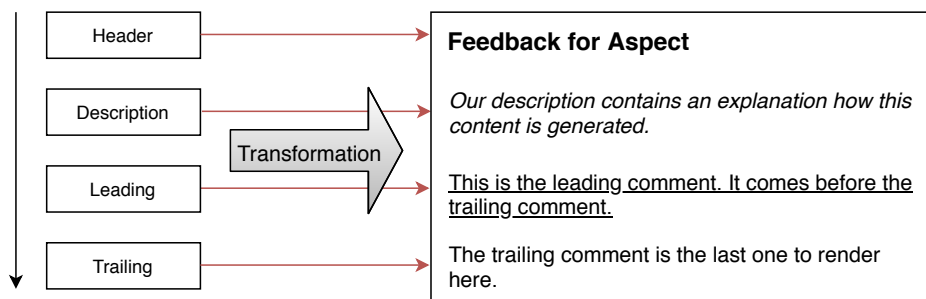 Header
Feedback for Aspect
Description
Our description contains an explanation how this
content is generated.
Transformation
Leading
This is the leading comment. It comes before the
trailing comment.
Trailing
The trailing comment is the last one to render
here.